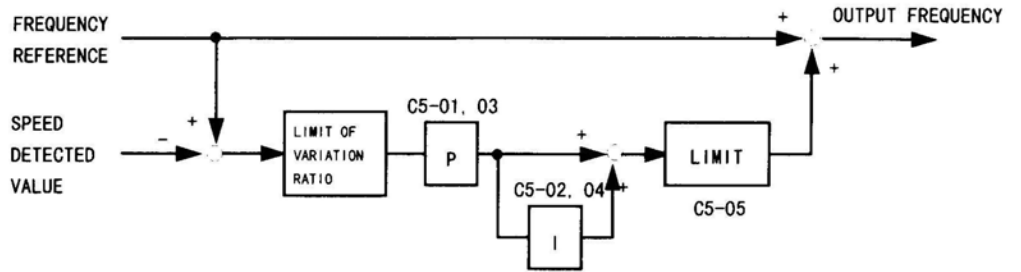 FREQUENCY
REFERENCE
+
OUTPUT FREQUENCY
+
SPEED
DETECTED
VALUE
+
-
LIMIT OF
VARIATION
RATIO
C5-01, 03
P
+
C5-02, 04
+
I
LIMIT
C5-05